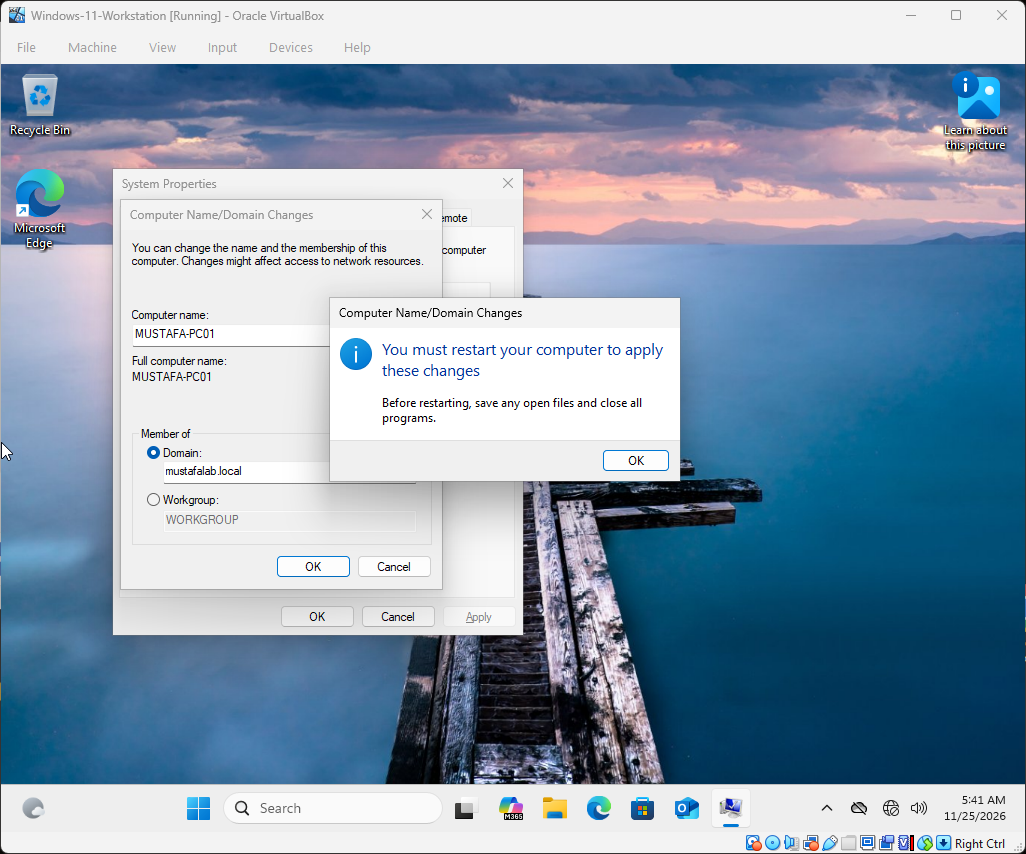 Windows-11-Workstation [Running] - Oracle VirtualBox
File Machine View Input Devices Help
Recycle Bin
Learn about
this picture
Microsoft
Edge
System Properties
emote
computer
Computer Name/Domain Changes
You can change the name and the membership of this
computer. Changes might affect access to network resources.
Computer name:
MUSTAFA-PC01
Full computer name:
MUSTAFA-PC01
Member of
Domain:
mustafalab.local
Workgroup:
WORKGROUP
OK Cancel
OK Cancel Apply
Computer Name/Domain Changes
You must restart your computer to apply
these changes
Before restarting, save any open files and close all
programs.
OK
Search
M365
5:41 AM
11/25/2026
Right Ctrl